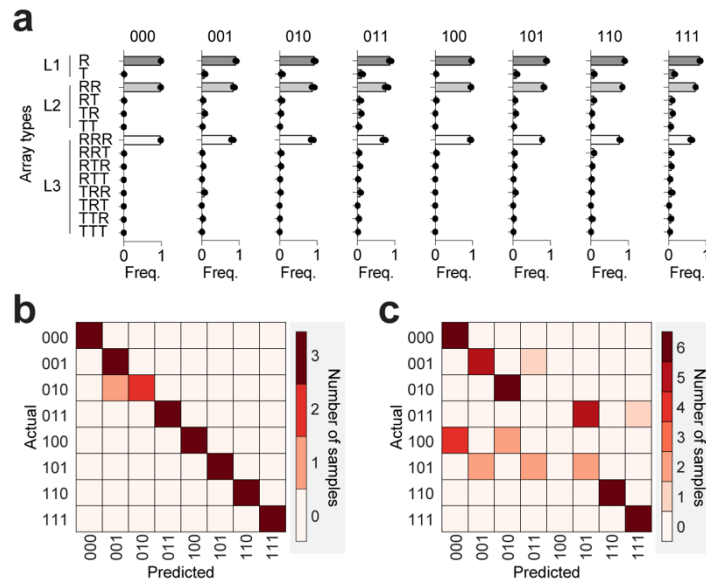 a
000 001 010 011 100 101 110 111
Array types
L1
R
T
L2
RR
RT
TR
TT
L3
RRR
RRT
RTR
RTT
TRR
TRT
TTR
TTT
0 1 0 1 0 1 0 1 0 1 0 1 0 1 0 1
Freq. Freq. Freq. Freq. Freq. Freq. Freq. Freq.
b
Actual
000
001
010
011
100
101
110
111
000 001 010 011 100 101 110 111
Predicted
3
2
1
0
Number of samples
c
Actual
000
001
010
011
100
101
110
111
000 001 010 011 100 101 110 111
Predicted
6
5
4
3
2
1
0
Number of samples